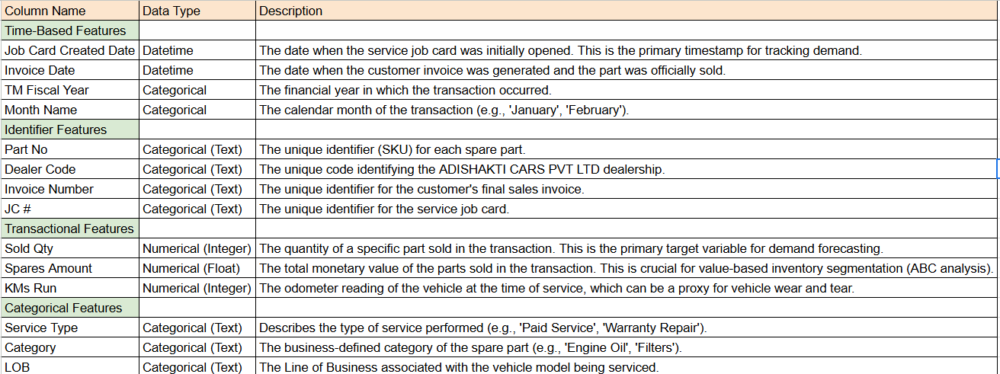 Column Name Data Type Description
Time-Based Features
Job Card Created Date Datetime The date when the service job card was initially opened. This is the primary timestamp for tracking demand.
Invoice Date Datetime The date when the customer invoice was generated and the part was officially sold.
TM Fiscal Year Categorical The financial year in which the transaction occurred.
Month Name Categorical The calendar month of the transaction (e.g., 'January', 'February').
Identifier Features
Part No Categorical (Text) The unique identifier (SKU) for each spare part.
Dealer Code Categorical (Text) The unique code identifying the ADISHAKTI CARS PVT LTD dealership.
Invoice Number Categorical (Text) The unique identifier for the customer's final sales invoice.
JC # Categorical (Text) The unique identifier for the service job card.
Transactional Features
Sold Qty Numerical (Integer) The quantity of a specific part sold in the transaction. This is the primary target variable for demand forecasting.
Spares Amount Numerical (Float) The total monetary value of the parts sold in the transaction. This is crucial for value-based inventory segmentation (ABC analysis).
KMs Run Numerical (Integer) The odometer reading of the vehicle at the time of service, which can be a proxy for vehicle wear and tear.
Categorical Features
Service Type Categorical (Text) Describes the type of service performed (e.g., 'Paid Service', 'Warranty Repair').
Category Categorical (Text) The business-defined category of the spare part (e.g., 'Engine Oil', 'Filters').
LOB Categorical (Text) The Line of Business associated with the vehicle model being serviced.